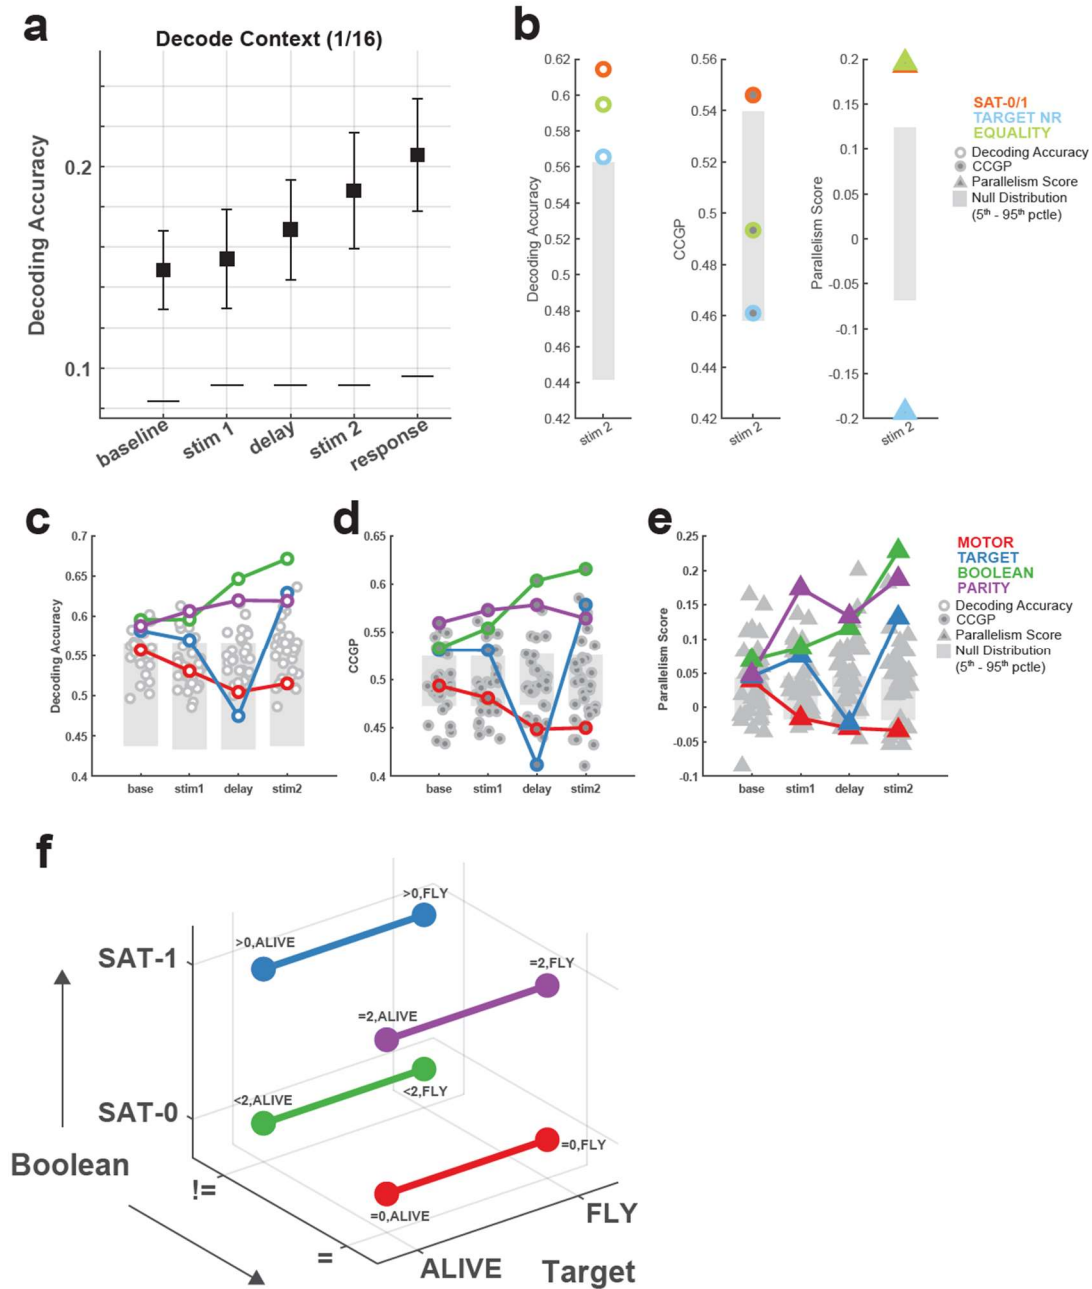 a
Decode Context (1/16)
Decoding Accuracy
0.2
0.1
baseline
stim 1
delay
stim 2
response
b
Decoding Accuracy
0.62
0.6
0.58
0.56
0.54
0.52
0.5
0.48
0.46
0.44
0.42
stim 2
CCGP
0.56
0.54
0.52
0.5
0.48
0.46
0.44
0.42
stim 2
Parallelism Score
0.2
0.15
0.1
0.05
0
-0.05
-0.1
-0.15
-0.2
stim 2
SAT-0/1
TARGET NR
EQUALITY
Decoding Accuracy
CCGP
Parallelism Score
Null Distribution
(5th - 95th pctle)
c
Decoding Accuracy
0.7
0.65
0.6
0.55
0.5
0.45
0.4
base
stim1
delay
stim2
d
CCGP
0.65
0.6
0.55
0.5
0.45
0.4
base
stim1
delay
stim2
e
Parallelism Score
0.25
0.2
0.15
0.1
0.05
0
-0.05
-0.1
base
stim1
delay
stim2
MOTOR
TARGET
BOOLEAN
PARITY
Decoding Accuracy
CCGP
Parallelism Score
Null Distribution
(5th - 95th pctle)
f
>0,FLY
>0,ALIVE
SAT-1
=2,FLY
=2,ALIVE
<2,ALIVE
<2,FLY
SAT-0
=0,FLY
Boolean
!=
=0,ALIVE
FLY
=
ALIVE
Target